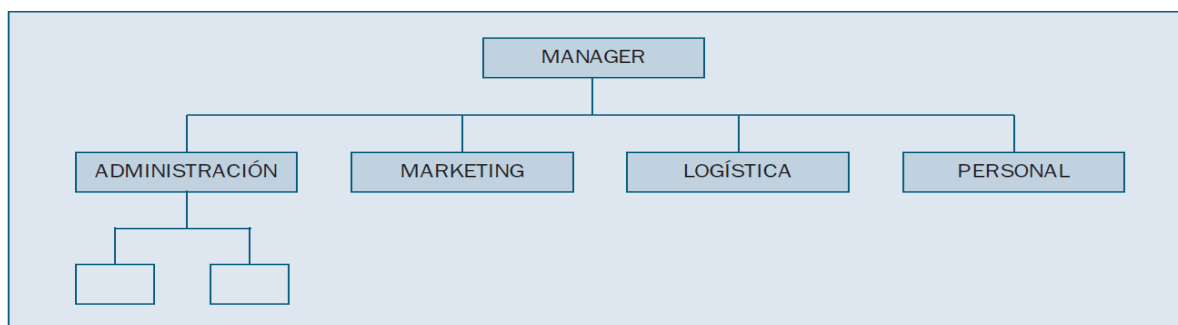 MANAGER
ADMINISTRACIÓN
MARKETING
LOGÍSTICA
PERSONAL